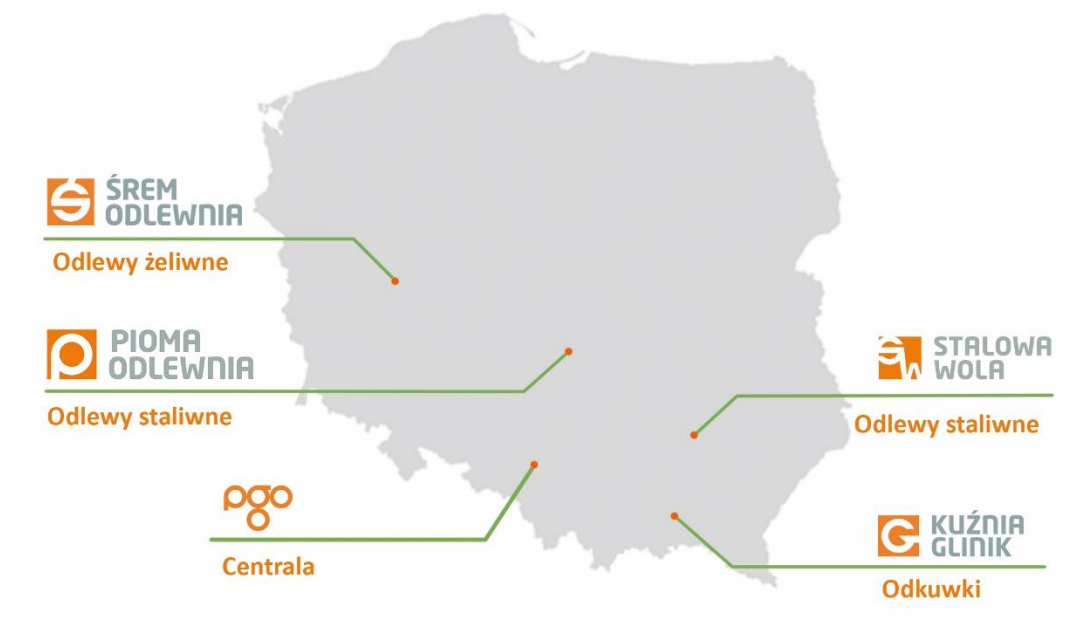 ŚREM
ODLEWNIA
Odlewy żeliwne
PIOMA
ODLEWNIA
Odlewy staliwne
STALOWA
WOLA
Odlewy staliwne
pgo
Centrala
KUŹNIA
GLINIK
Odkuwki